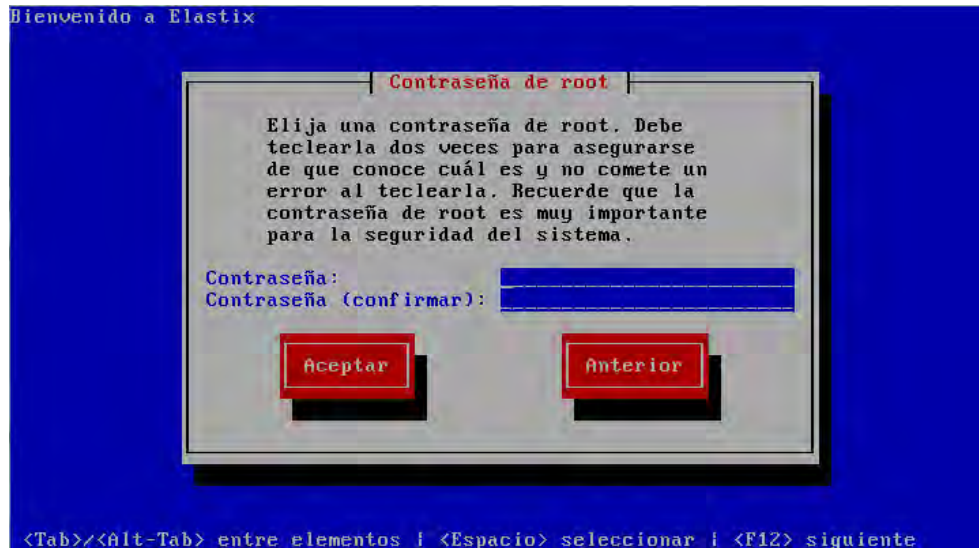 Bienvenido a Elastix
Contraseña de root
Elija una contraseña de root. Debe
teclearla dos veces para asegurarse
de que conoce cuál es y no comete un
error al teclearla. Recuerde que la
contraseña de root es muy importante
para la seguridad del sistema.
Contraseña:
Contraseña (confirmar):
Aceptar
Anterior
<Tab>/<Alt-Tab> entre elementos | <Espacio> seleccionar | <F12> siguiente